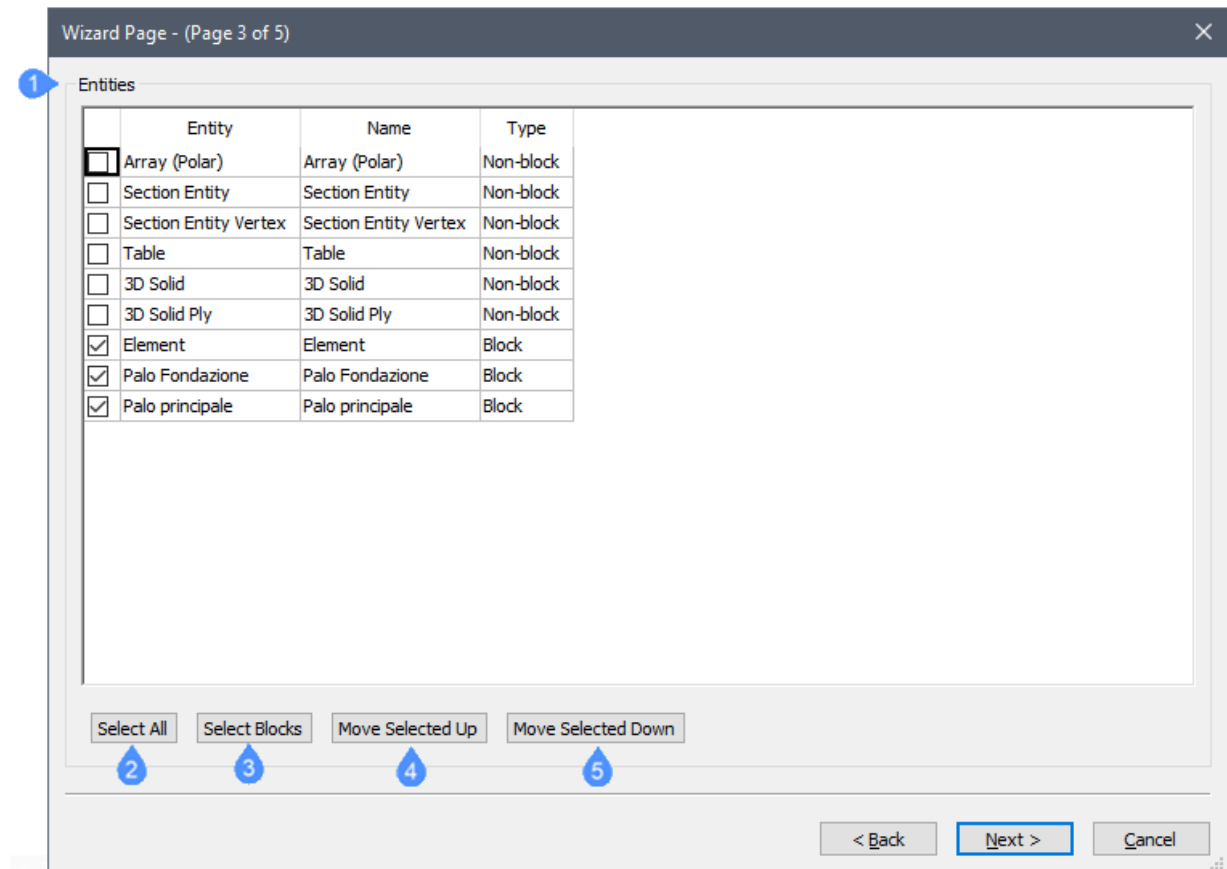 Wizard Page - (Page 3 of 5)
1 Entities
Entity Name Type
Array (Polar) Array (Polar) Non-block
Section Entity Section Entity Non-block
Section Entity Vertex Section Entity Vertex Non-block
Table Table Non-block
3D Solid 3D Solid Non-block
3D Solid Ply 3D Solid Ply Non-block
Element Element Block
Palo Fondazione Palo Fondazione Block
Palo principale Palo principale Block
Select All Select Blocks Move Selected Up Move Selected Down
2 3 4 5
< Back Next > Cancel